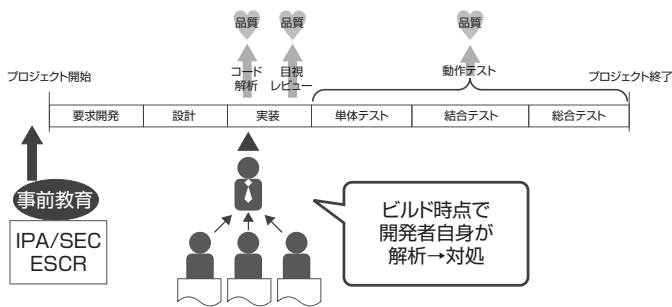 品質
品質
品質
コード
解析
目視
レビュー
動作テスト
プロジェクト開始
プロジェクト終了
要求開発
設計
実装
単体テスト
結合テスト
総合テスト
事前教育
IPA/SEC
ESCR
ビルド時点で
開発者自身が
解析→対処